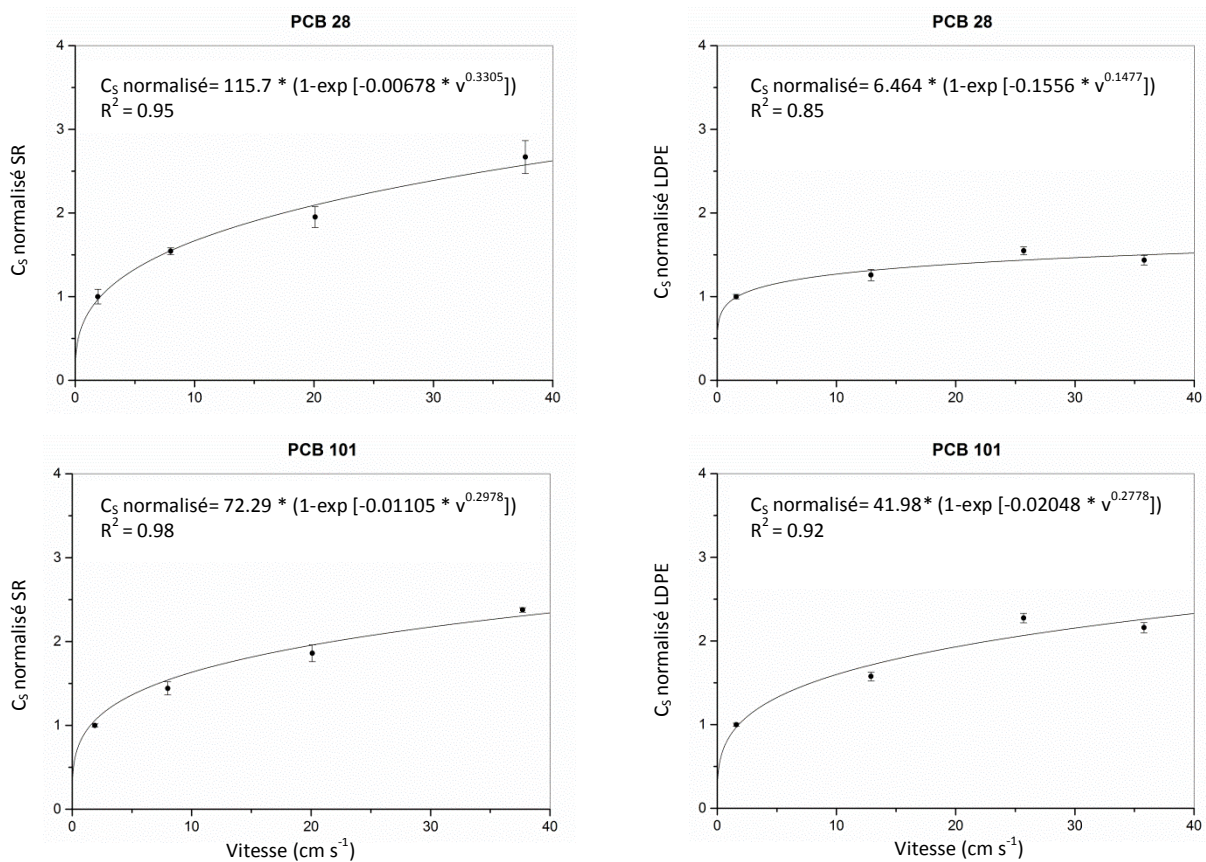 PCB 28
C_S normalisé= 115.7 * (1-exp [-0.00678 * v^0.3305])
R^2 = 0.95
C_S normalisé SR
4
3
2
1
0
0 10 20 30 40
PCB 28
C_S normalisé= 6.464 * (1-exp [-0.1556 * v^0.1477])
R^2 = 0.85
C_S normalisé LDPE
4
3
2
1
0
0 10 20 30 40
PCB 101
C_S normalisé= 72.29 * (1-exp [-0.01105 * v^0.2978])
R^2 = 0.98
C_S normalisé SR
4
3
2
1
0
0 10 20 30 40
Vitesse (cm s^-1)
PCB 101
C_S normalisé= 41.98* (1-exp [-0.02048 * v^0.2778])
R^2 = 0.92
C_S normalisé LDPE
4
3
2
1
0
0 10 20 30 40
Vitesse (cm s^-1)